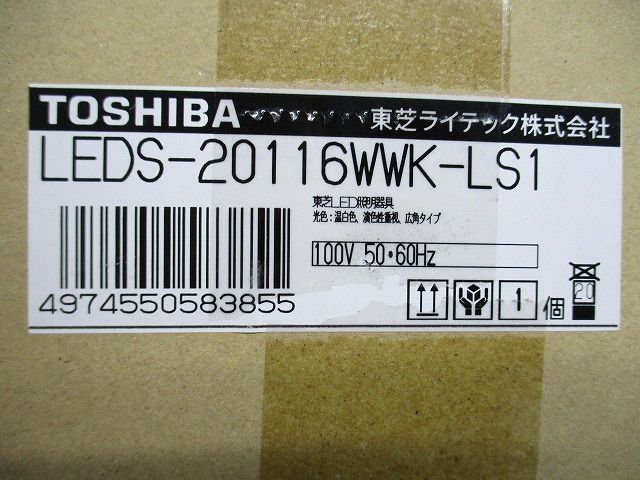 TOSHIBA 東芝ライテック株式会社
LEDS-20116WWK-LS1
東芝LED照明器具
光色:温白色、演色性重視、広角タイプ
100V 50・60Hz
4974550583855
1 個
20